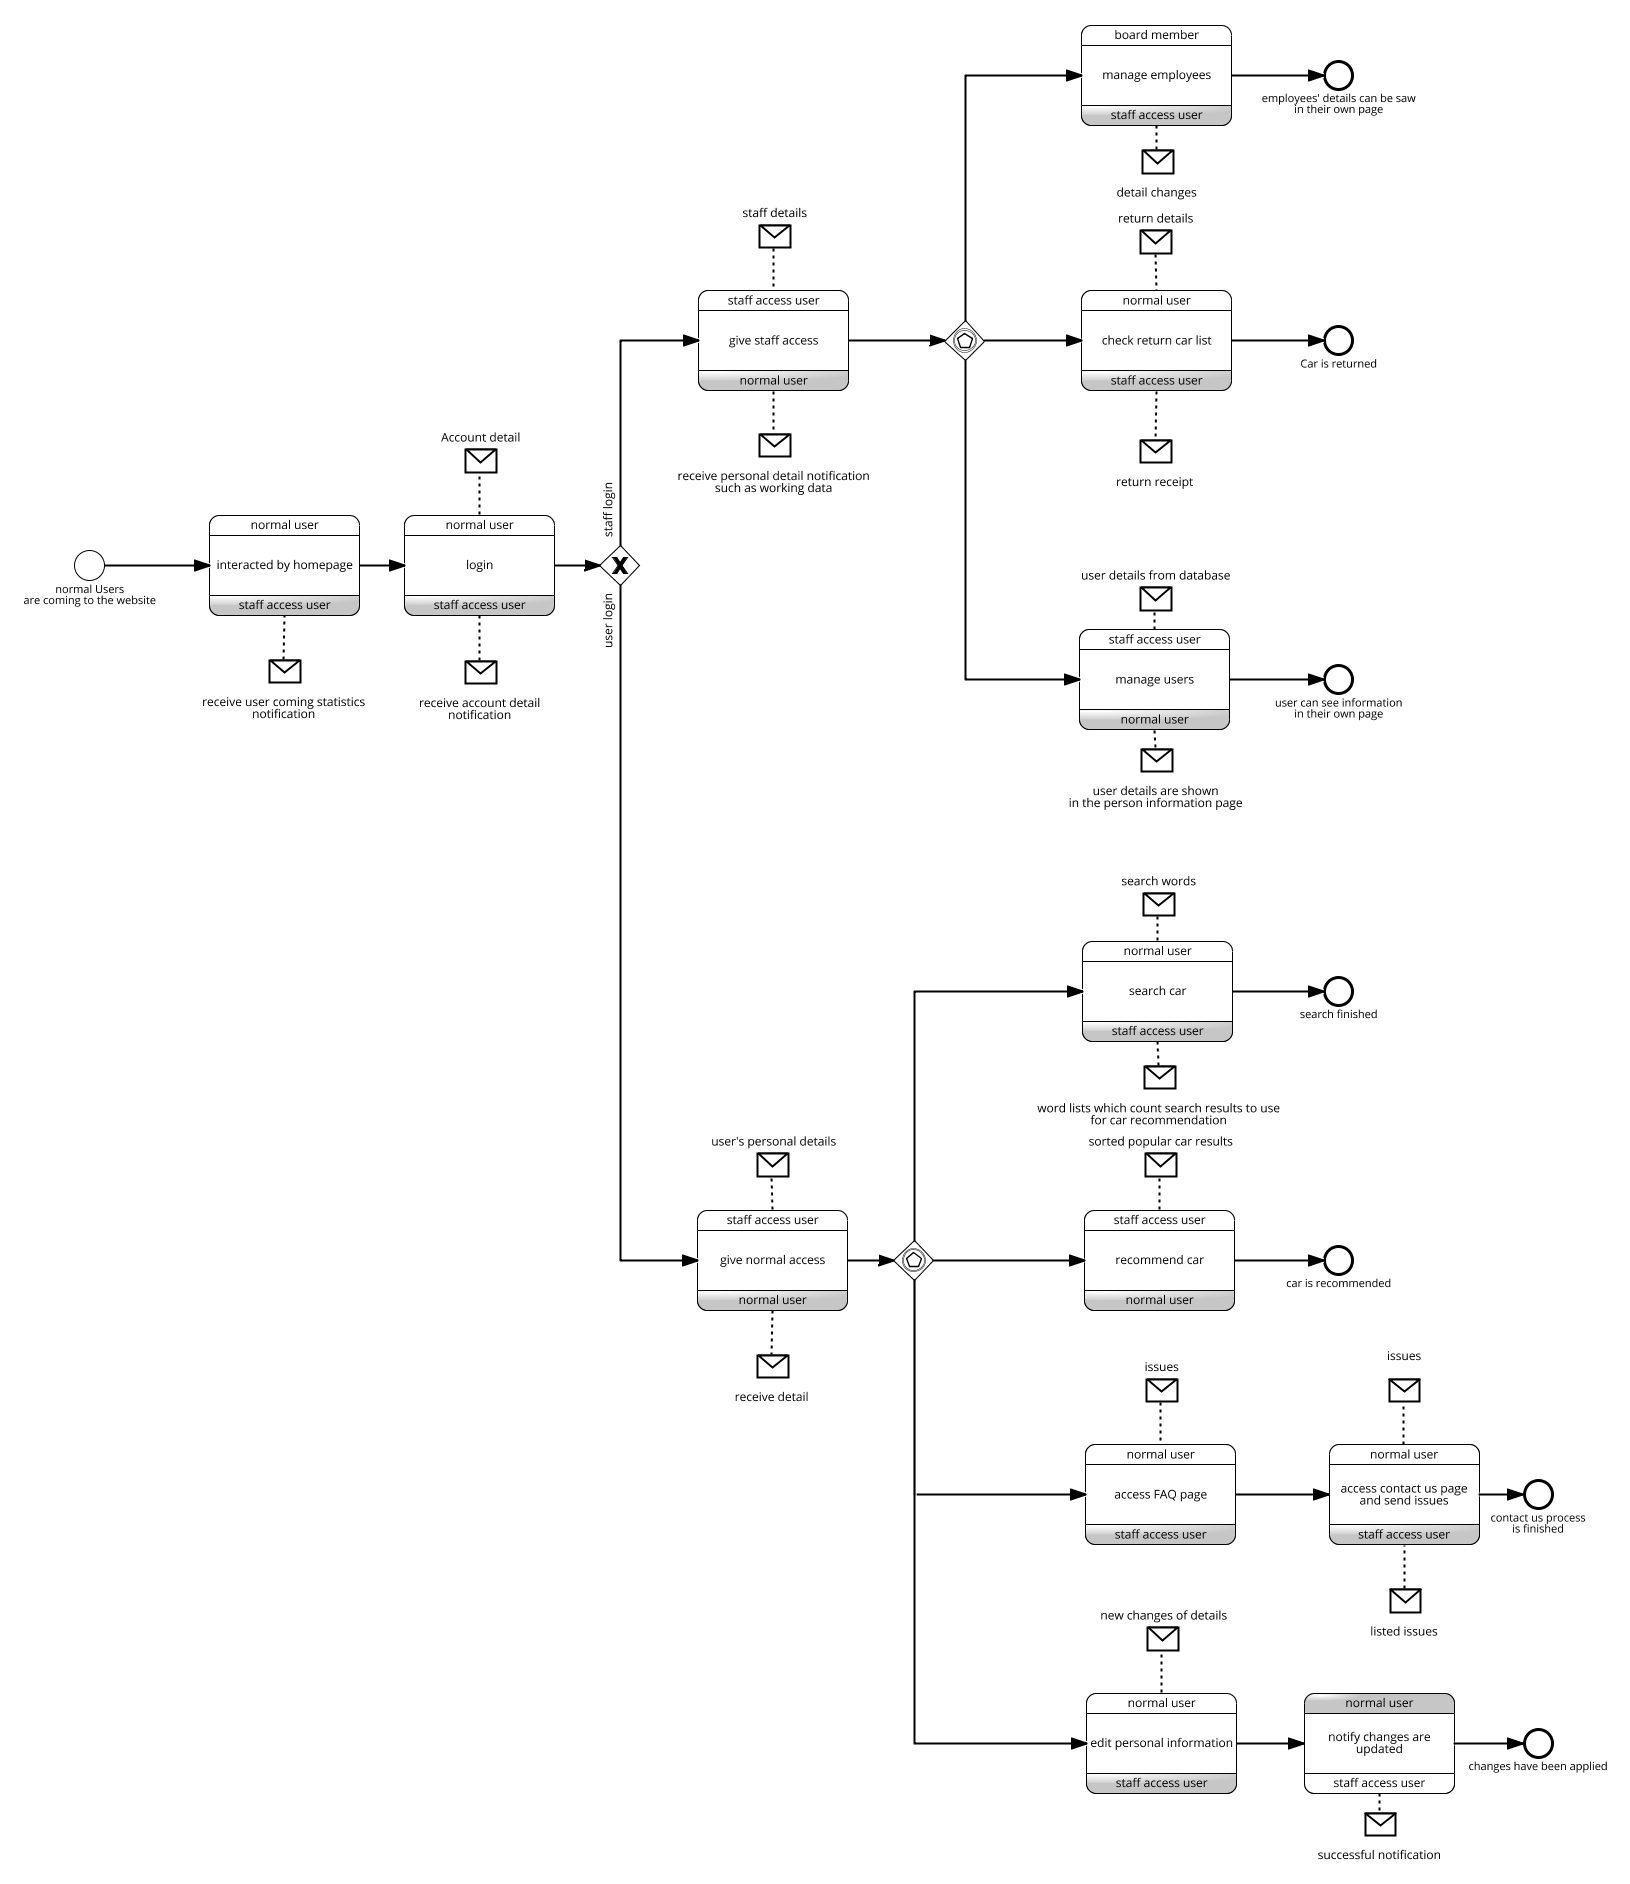 board member
manage employees
staff access user
employees' details can be saw
in their own page
detail changes
staff details
return details
staff access user
give staff access
normal user
normal user
check return car list
staff access user
Car is returned
receive personal detail notification
such as working data
return receipt
Account detail
staff login
normal Users
are coming to the website
normal user
interacted by homepage
staff access user
normal user
login
staff access user
user login
receive user coming statistics
notification
receive account detail
notification
user details from database
staff access user
manage users
normal user
user can see information
in their own page
user details are shown
in the person information page
search words
normal user
search car
staff access user
search finished
word lists which count search results to use
for car recommendation
user's personal details
sorted popular car results
staff access user
give normal access
normal user
staff access user
recommend car
normal user
car is recommended
receive detail
issues
issues
normal user
access FAQ page
staff access user
normal user
access contact us page
and send issues
staff access user
contact us process
is finished
listed issues
new changes of details
normal user
edit personal information
staff access user
normal user
notify changes are
updated
staff access user
changes have been applied
successful notification